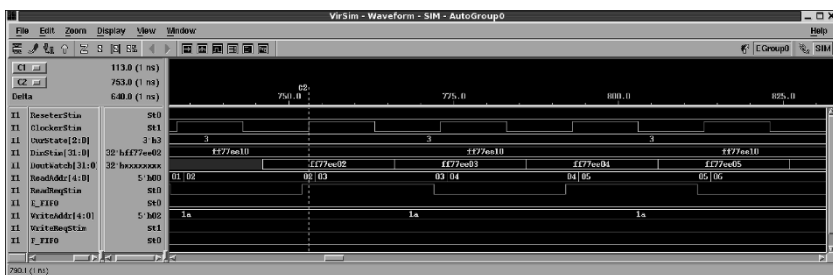 VirSim - Waveform - SIM - AutoGroup0
File Edit Zoom Display View Window Help
EGroup0 SIM
C1 113.0 (1 ns)
C2 753.0 (1 ns)
Delta 640.0 (1 ns)
C2
750.0 775.0 800.0 825.0
I1 ReseterStim St0
I1 ClockerStim St1
I1 CurState[2:0] 3'h3 3 3 3
I1 DinStim[31:0] 32'hff77ee02 ff77ee10 ff77ee10 ff77ee10
I1 DoutWatch[31:0] 32'hxxxxxxxx ff77ee02 ff77ee03 ff77ee04 ff77ee05
I1 ReadAddr[4:0] 5'h00 01 02 02 03 03 04 04 05 05 06
I1 ReadReqStim St0
I1 E_FIFO St0
I1 WriteAddr[4:0] 5'h02 1a 1a 1a
I1 WriteReqStim St1
I1 F_FIFO St0
790.1 (1 ns)